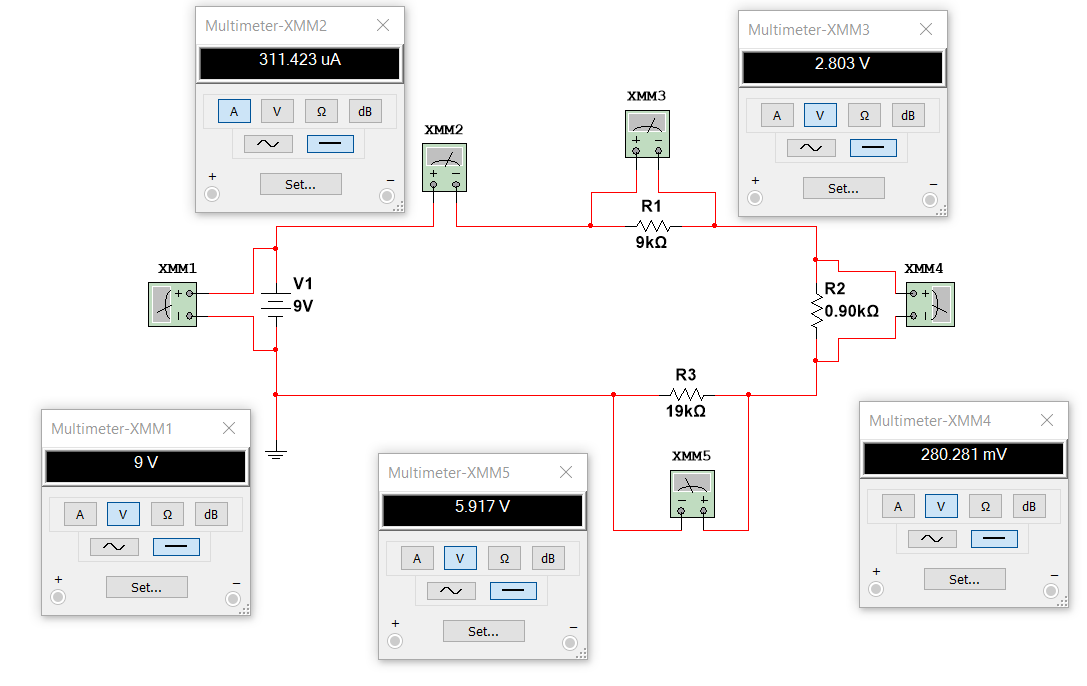 Multimeter-XMM2
311.423 uA
A V Ω dB
Set...
+ −
Multimeter-XMM3
2.803 V
A V Ω dB
Set...
+ −
XMM3
+ −
XMM2
+ −
R1
9kΩ
XMM1
+
−
V1
9V
XMM4
+
−
R2
0.90kΩ
R3
19kΩ
XMM5
− +
Multimeter-XMM1
9 V
A V Ω dB
Set...
+ −
Multimeter-XMM5
5.917 V
A V Ω dB
Set...
+ −
Multimeter-XMM4
280.281 mV
A V Ω dB
Set...
+ −